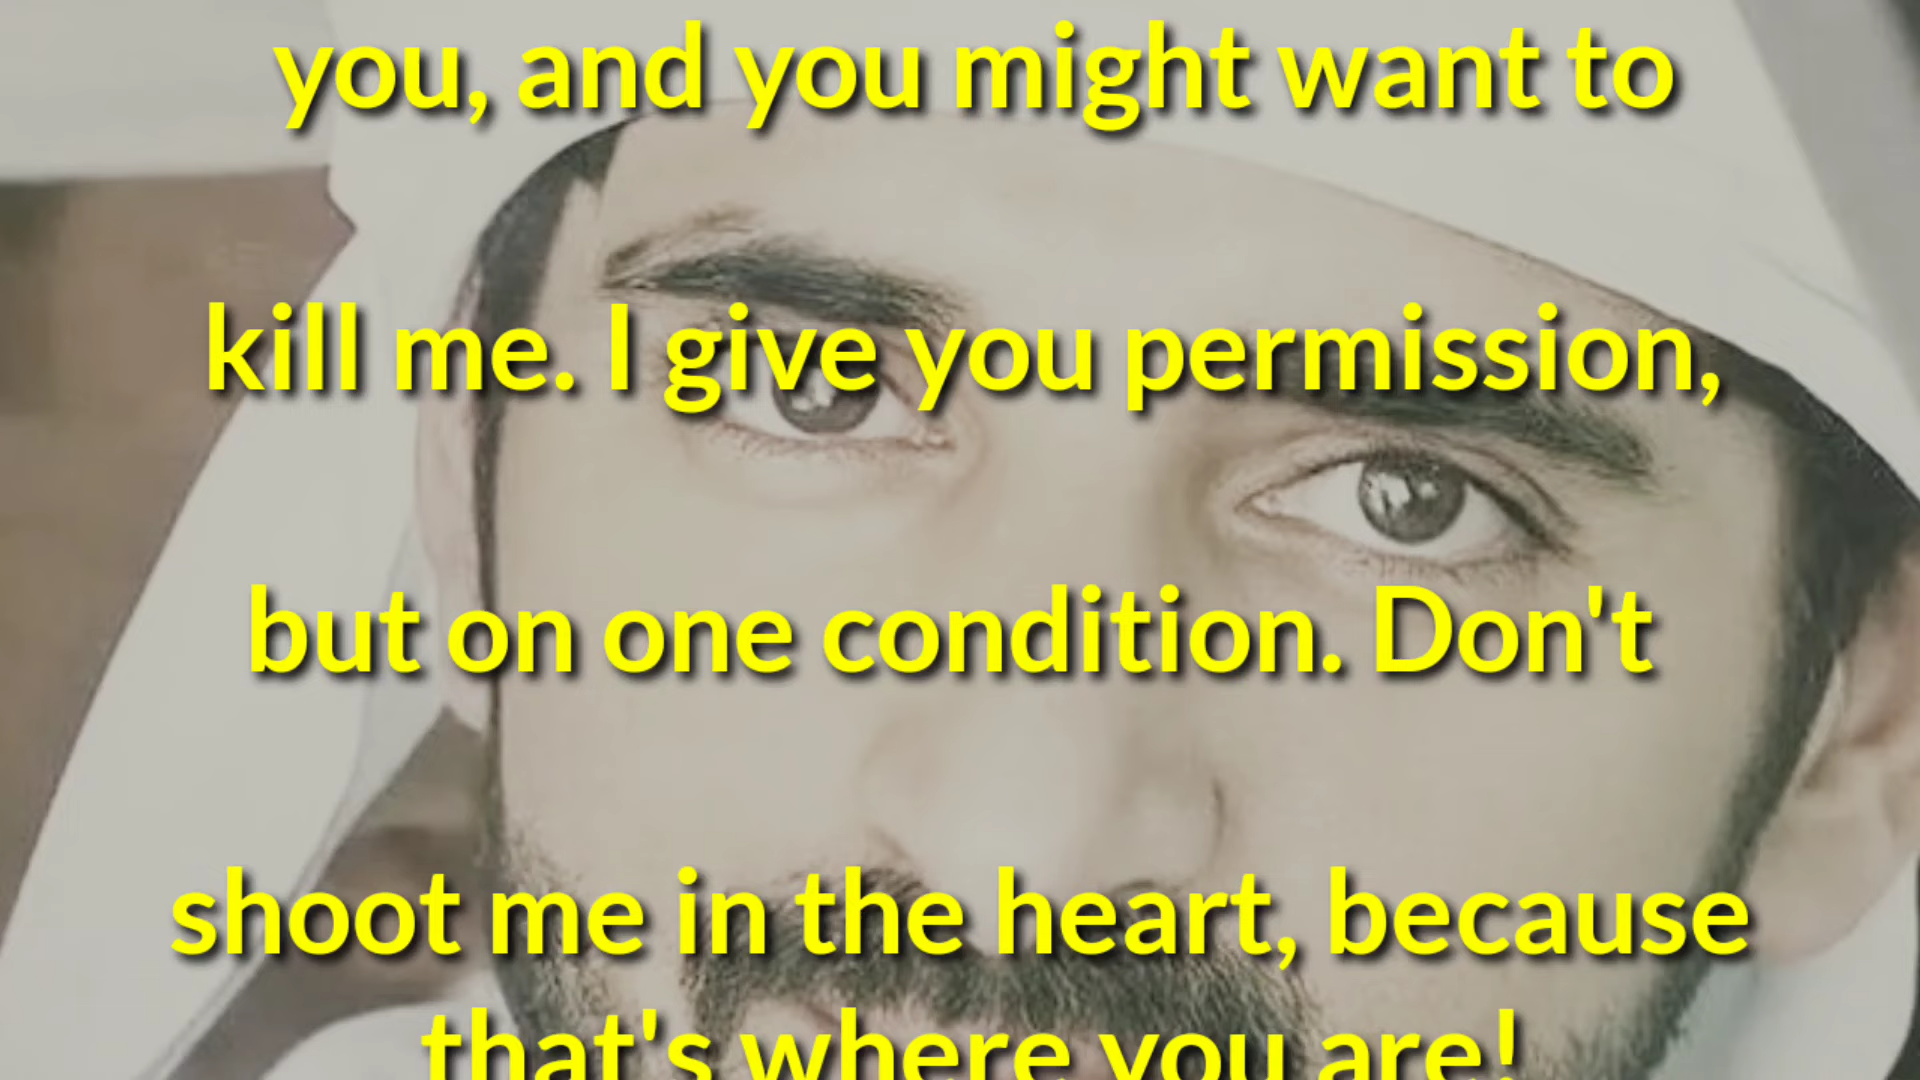 you, and you might want to
kill me. I give you permission,
but on one condition. Don't
shoot me in the heart, because
that's where you are!